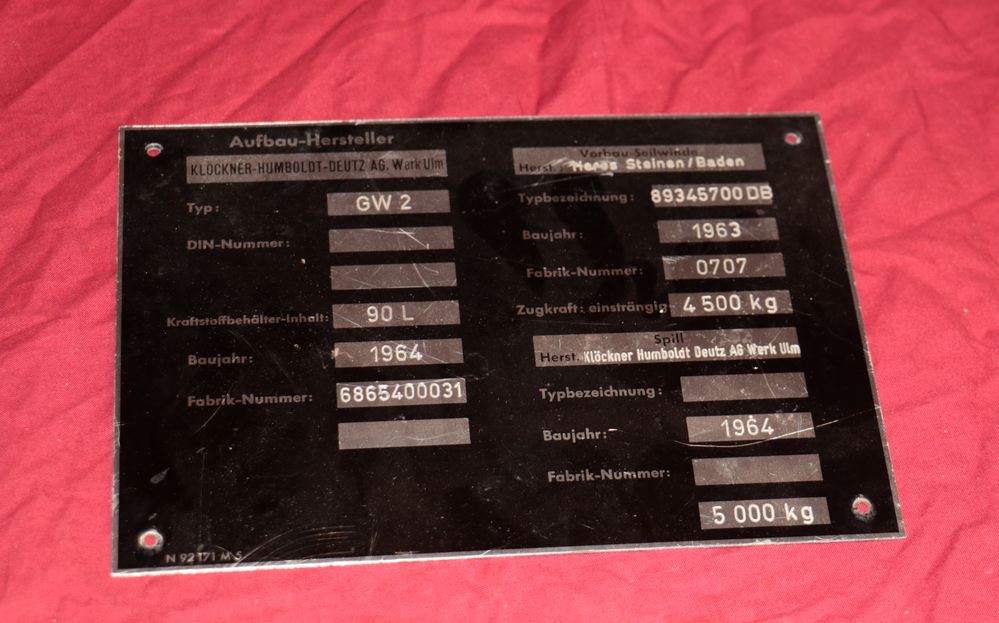 Aufbau-Hersteller
KLÖCKNER-HUMBOLDT-DEUTZ AG. Werk Ulm
Typ: GW 2
DIN-Nummer:
Kraftstoffbehälter-Inhalt: 90 L
Baujahr: 1964
Fabrik-Nummer: 6865400031
N 92171 M 5
Vorbau-Seilwinde
Herst.: Heros Steinen/Baden
Typbezeichnung: 89345700 DB
Baujahr: 1963
Fabrik-Nummer: 0707
Zugkraft: einsträngig- 4 500 kg
Spill
Herst. Klöckner Humboldt Deutz AG Werk Ulm
Typbezeichnung:
Baujahr: 1964
Fabrik-Nummer:
5 000 kg